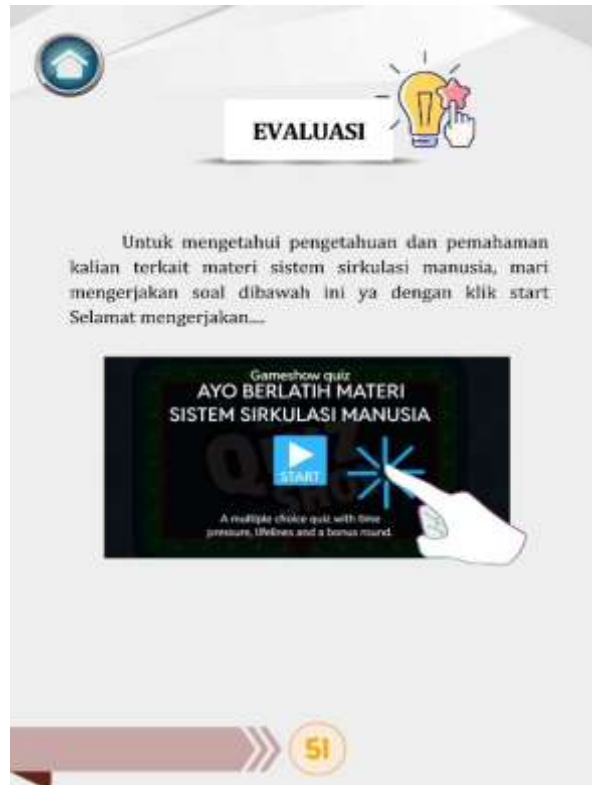 EVALUASI
Untuk mengetahui pengetahuan dan pemahaman
kalian terkait materi sistem sirkulasi manusia, mari
mengerjakan soal dibawah ini ya dengan klik start
Selamat mengerjakan....
Gameshow quiz
AYO BERLATIH MATERI
SISTEM SIRKULASI MANUSIA
QUIZ
START
SHOW
A multiple choice quiz with time
pressure, lifelines and a bonus round.
51